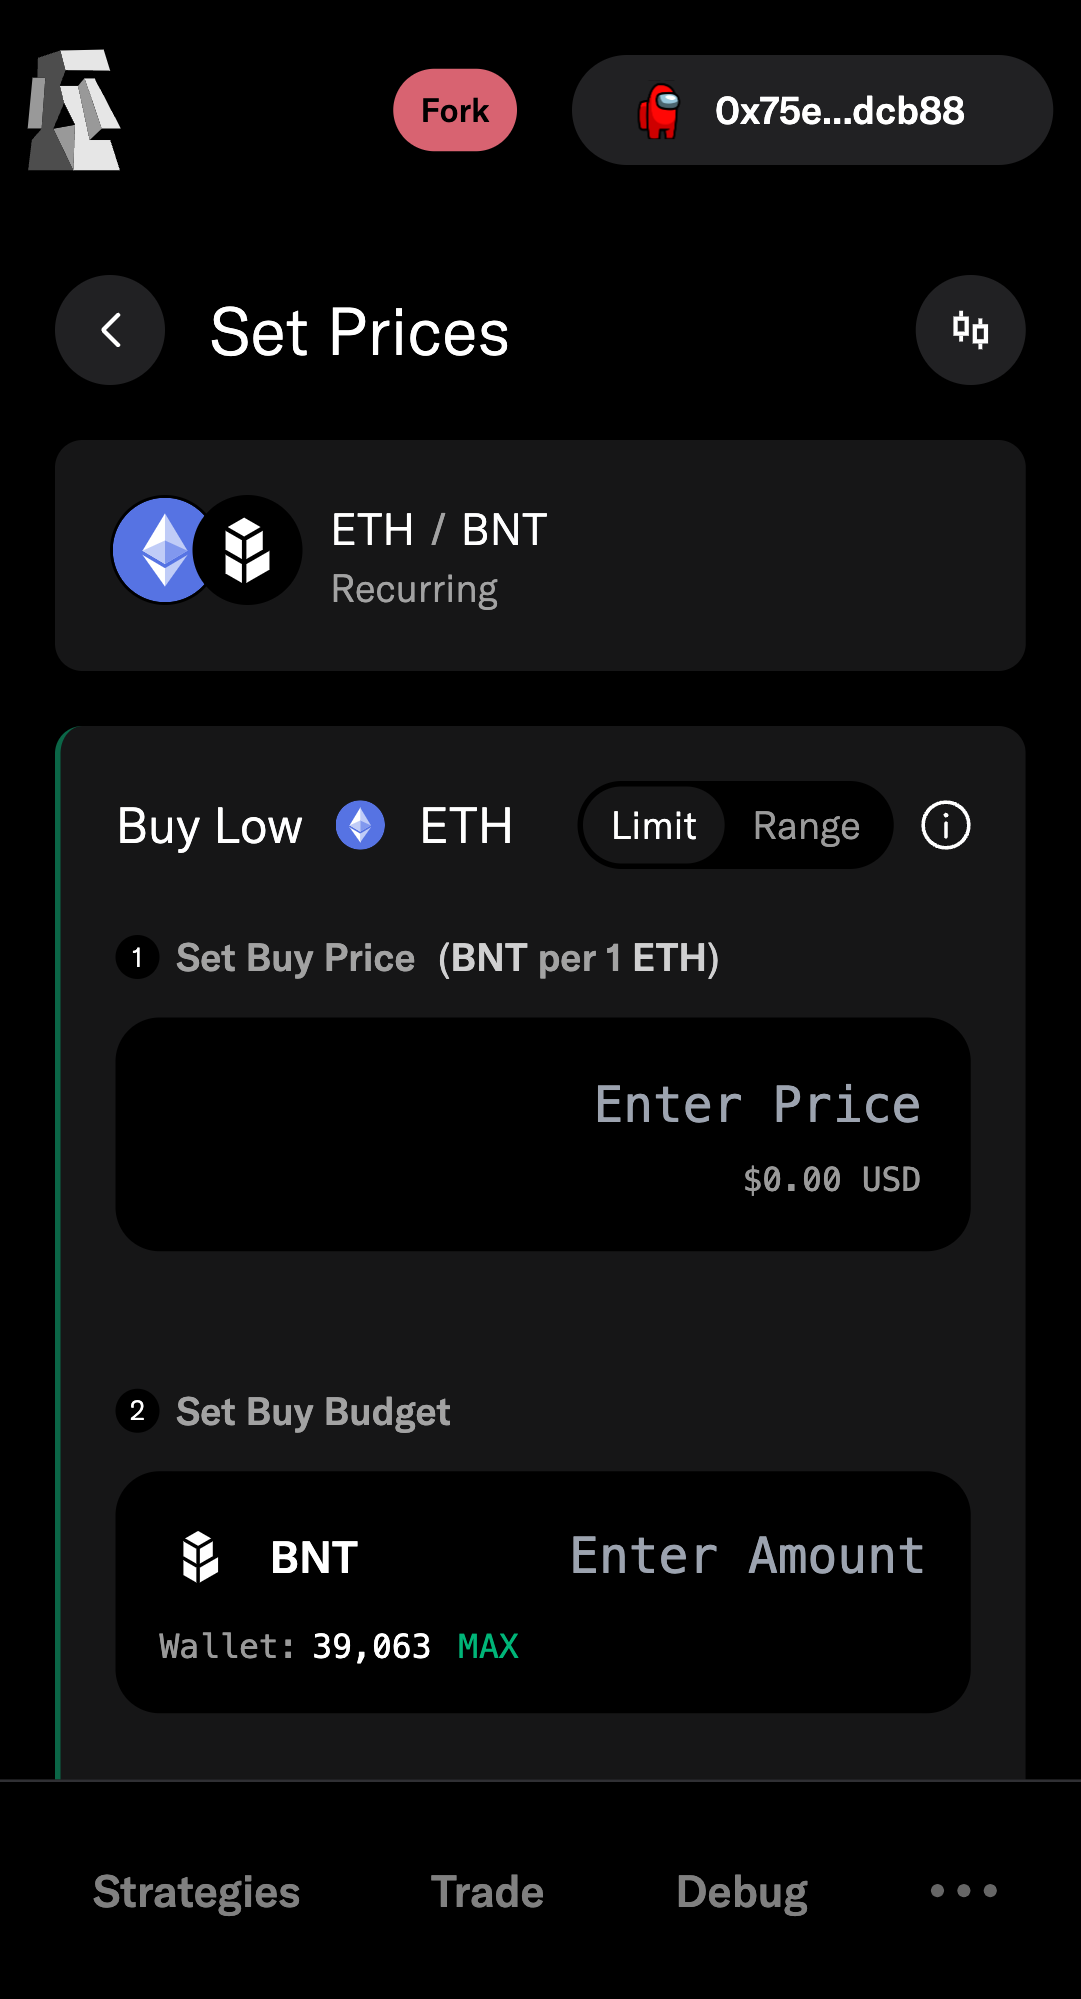 Fork
0x75e...dcb88
Set Prices
ETH / BNT
Recurring
Buy Low ETH
Limit
Range
1 Set Buy Price (BNT per 1 ETH)
Enter Price
$0.00 USD
2 Set Buy Budget
BNT
Enter Amount
Wallet: 39,063 MAX
Strategies
Trade
Debug